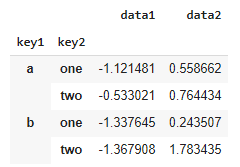 data1 data2
key1 key2
a one -1.121481 0.558662
two -0.533021 0.764434
b one -1.337645 0.243507
two -1.367908 1.783435